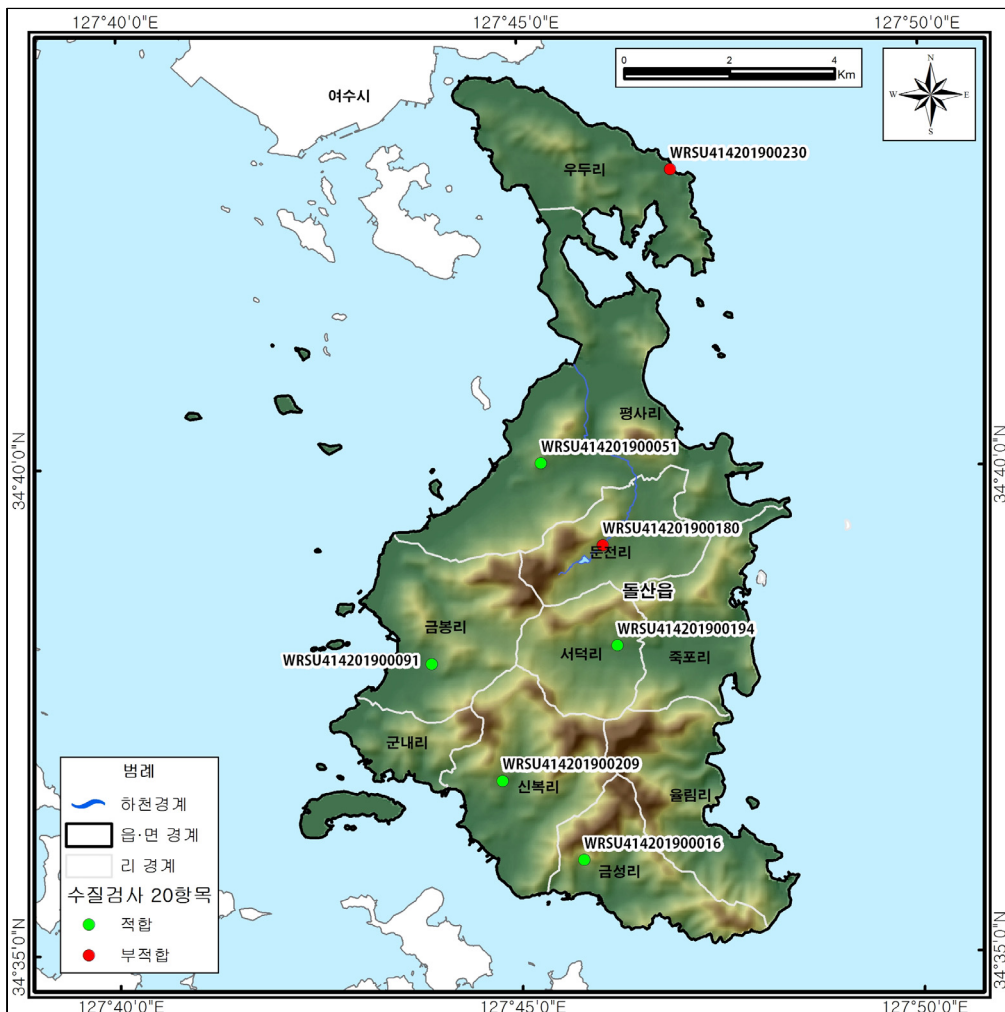 127°40'0"E
127°45'0"E
127°50'0"E
0
2
4
Km
N
W
E
S
여수시
우두리
WRSU414201900230
평사리
WRSU414201900051
34°40'0"N
34°40'0"N
WRSU414201900180
둔전리
돌산읍
금봉리
WRSU414201900194
서덕리
죽포리
WRSU414201900091
군내리
WRSU414201900209
신복리
율림리
WRSU414201900016
금성리
범례
하천경계
읍·면 경계
리 경계
수질검사 20항목
적합
부적합
34°35'0"N
34°35'0"N
127°40'0"E
127°45'0"E
127°50'0"E